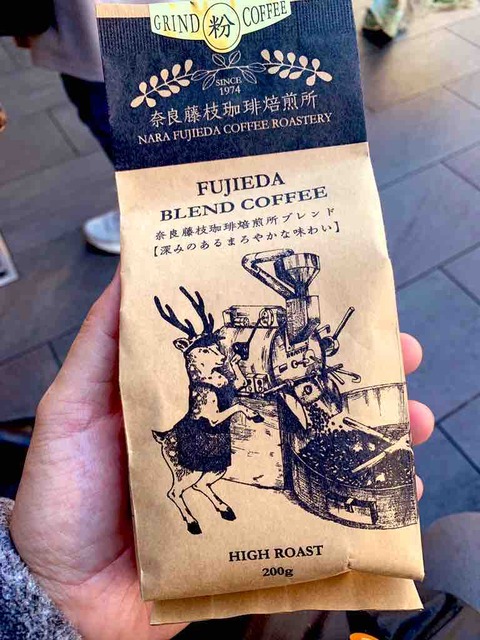 GRIND 粉 COFFEE
SINCE
1974
奈良藤枝珈琲焙煎所
NARA FUJIEDA COFFEE ROASTERY
FUJIEDA
BLEND COFFEE
奈良藤枝珈琲焙煎所ブレンド
【深みのあるまろやかな味わい】
HIGH ROAST
200g